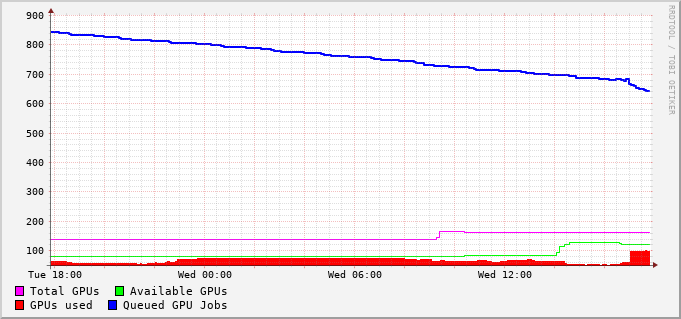 900
800
700
600
500
400
300
200
100
Tue 18:00 Wed 00:00 Wed 06:00 Wed 12:00
Total GPUs Available GPUs
GPUs used Queued GPU Jobs
RRDTOOL / TOBI OETIKER